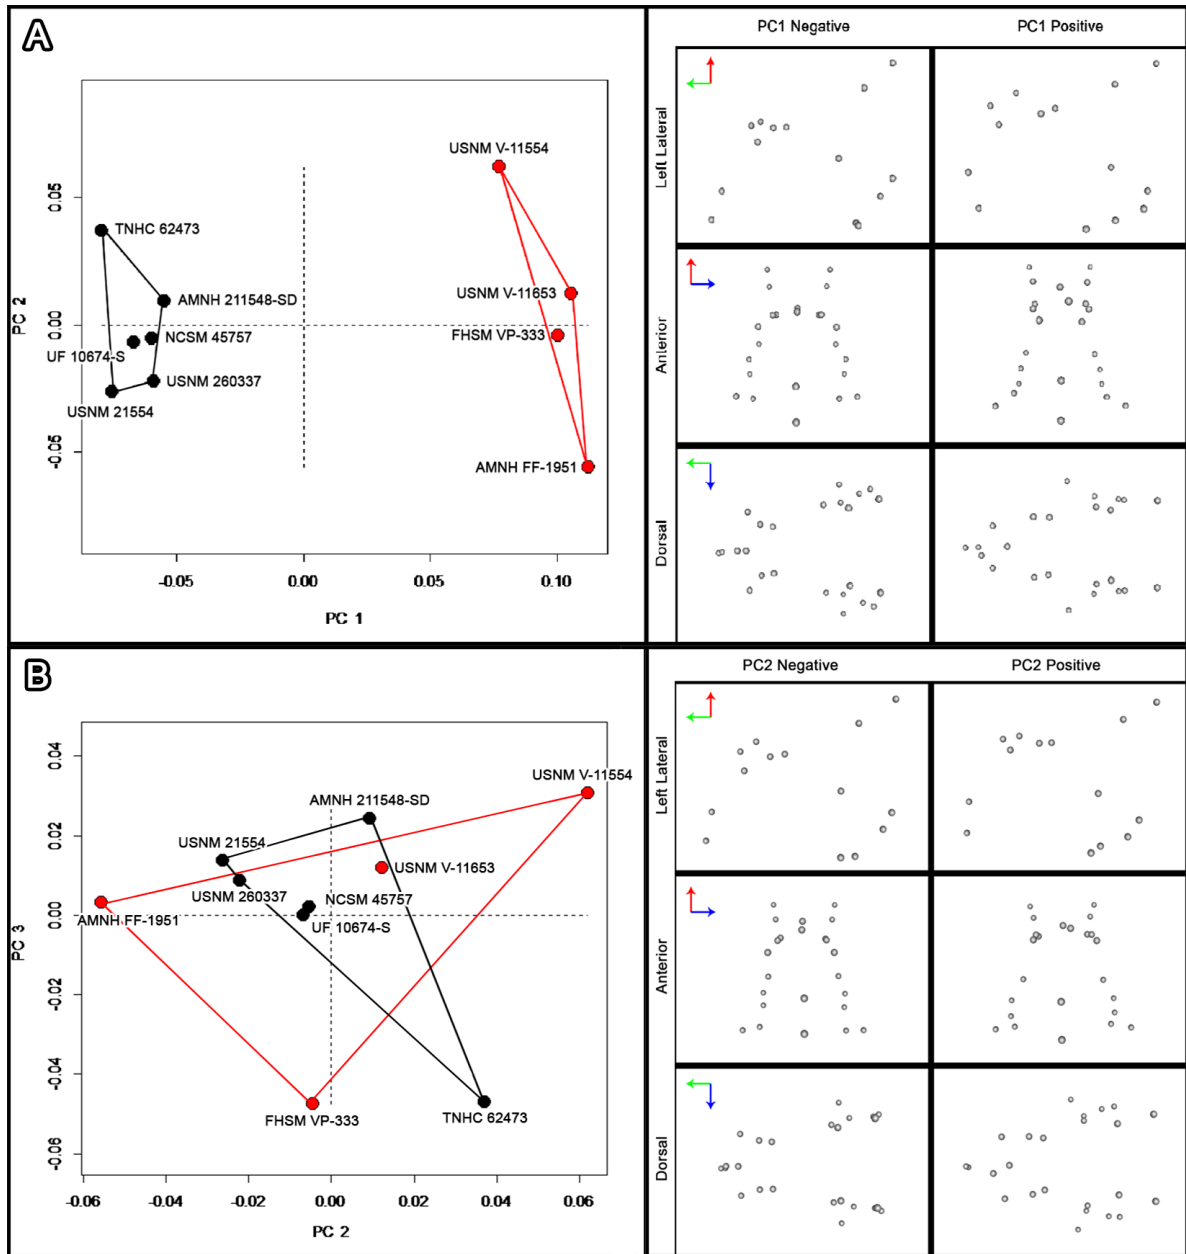 A
PC1 Negative
PC1 Positive
USNM V-11554
TNHC 62473
AMNH 211548-SD
USNM V-11653
NCSM 45757
FHSM VP-333
UF 10674-S
USNM 260337
USNM 21554
AMNH FF-1951
0.05
0.00
-0.05
PC 2
-0.05
0.00
0.05
0.10
PC 1
Left Lateral
Anterior
Dorsal
B
PC2 Negative
PC2 Positive
USNM V-11554
AMNH 211548-SD
USNM 21554
USNM V-11653
USNM 260337
NCSM 45757
AMNH FF-1951
UF 10674-S
FHSM VP-333
TNHC 62473
0.04
0.02
0.00
-0.02
-0.04
-0.06
PC 3
-0.06
-0.04
-0.02
0.00
0.02
0.04
0.06
PC 2
Left Lateral
Anterior
Dorsal